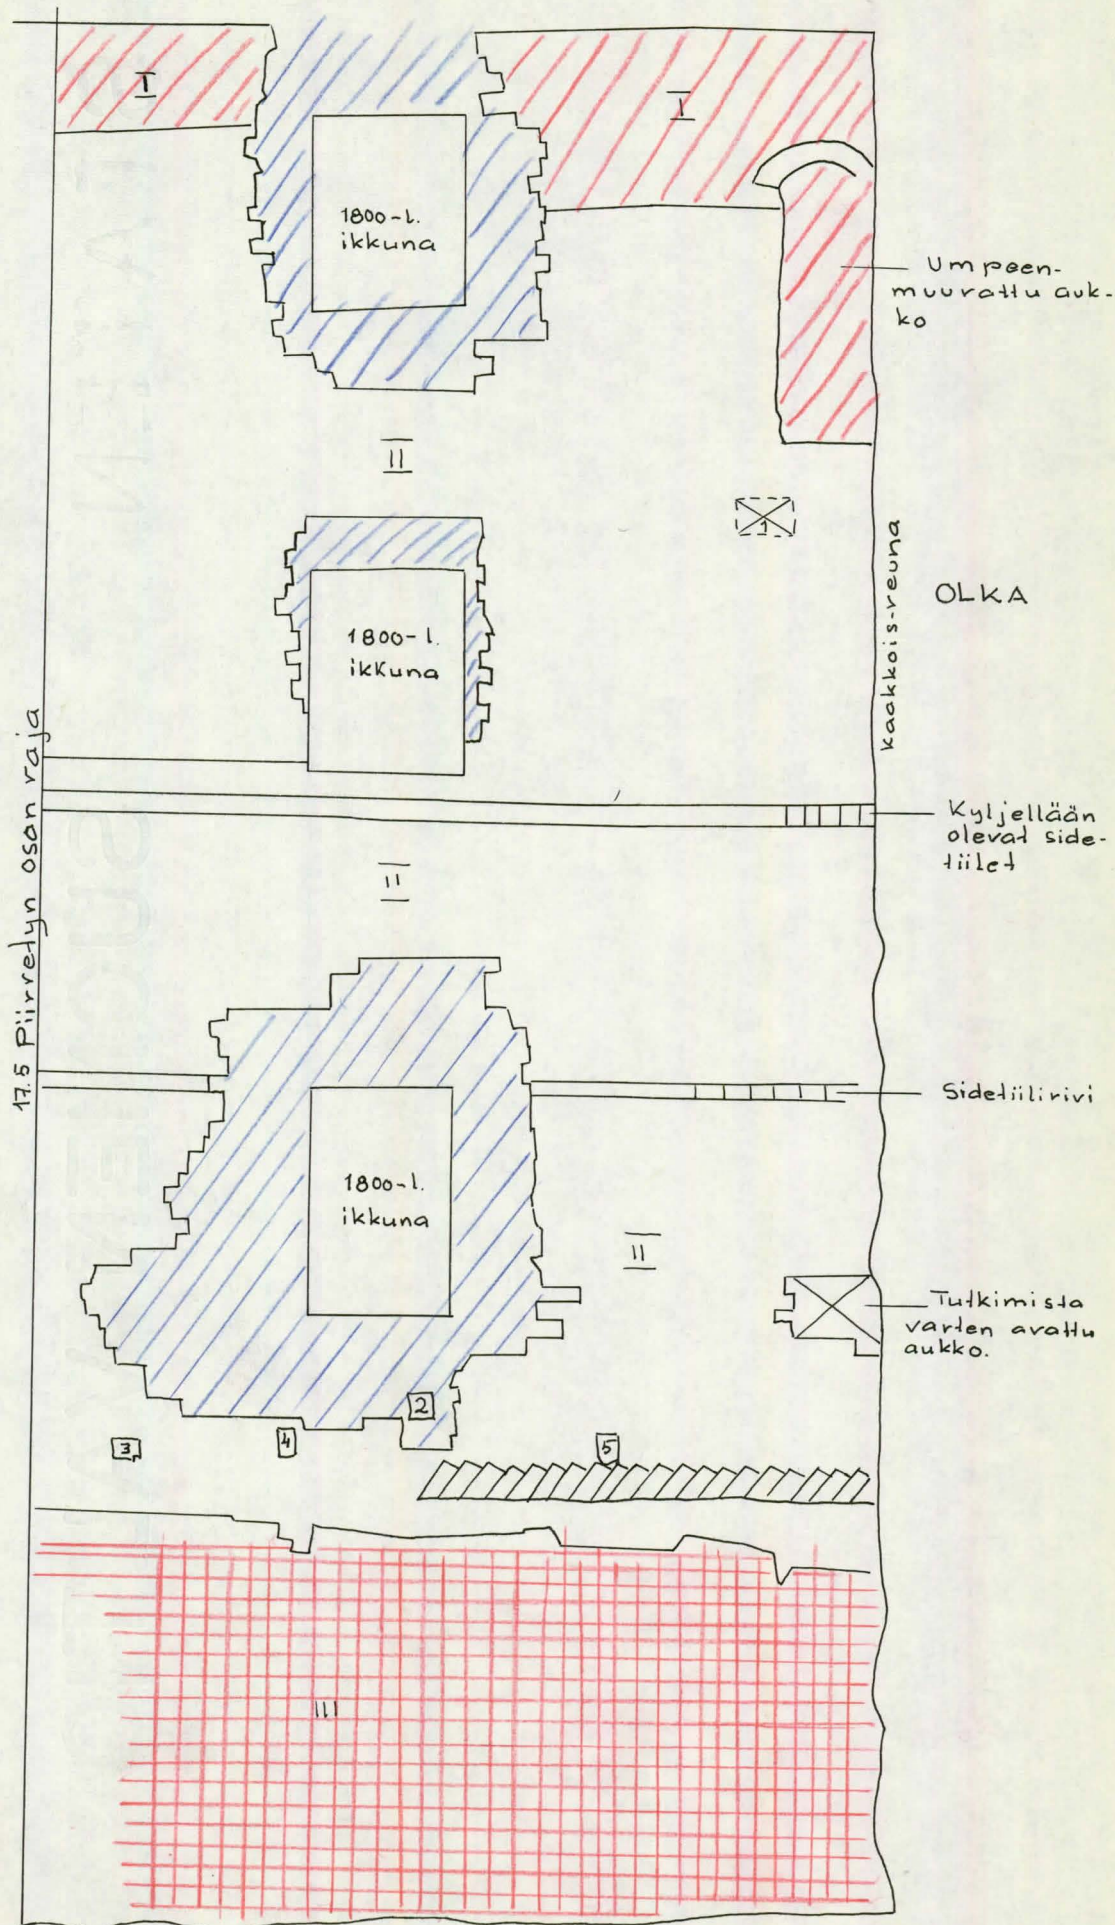 I
I
1800-l.
ikkuna
Umpeen-
muurattu auk-
ko
II
1
kaakkois-reuna
OLKA
1800-l.
ikkuna
17.5 Piirretyn osan raja
Kyljellään
olevat side-
tiilet
II
Sidetiilirivi
1800-l.
ikkuna
II
Tutkimista
varten avattu
aukko.
2
3
4
5
III